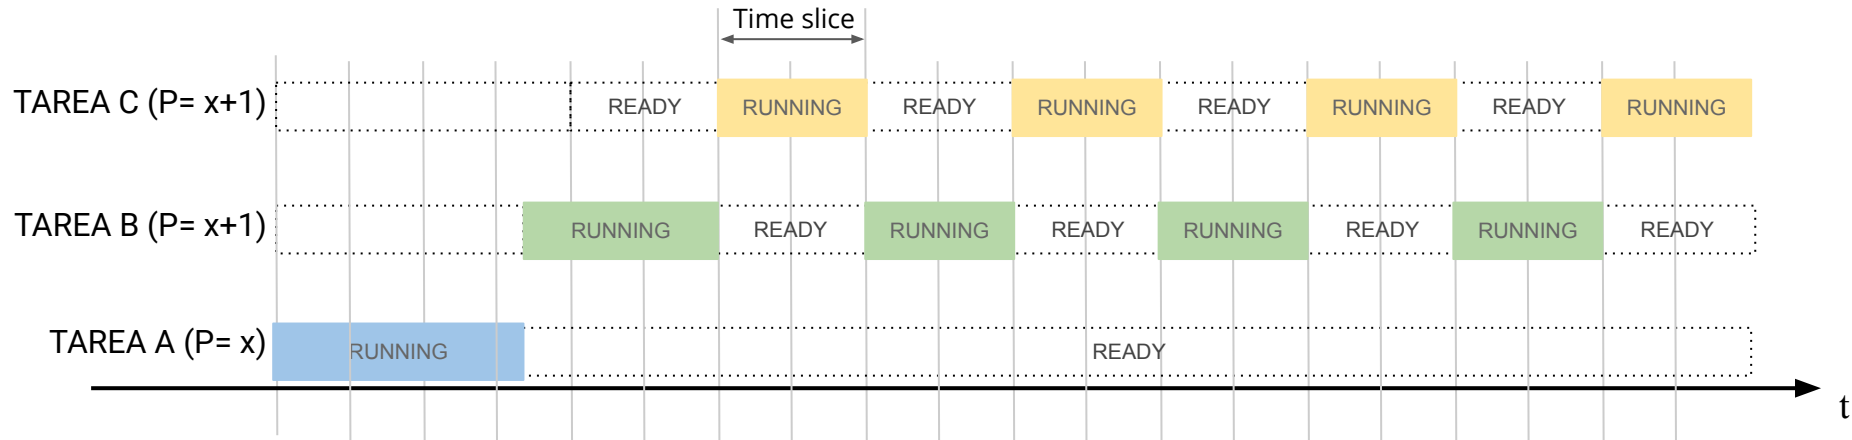 Time slice
TAREA C (P= x+1) READY RUNNING READY RUNNING READY RUNNING READY RUNNING
TAREA B (P= x+1) RUNNING READY RUNNING READY RUNNING READY RUNNING READY
TAREA A (P= x) RUNNING READY
t